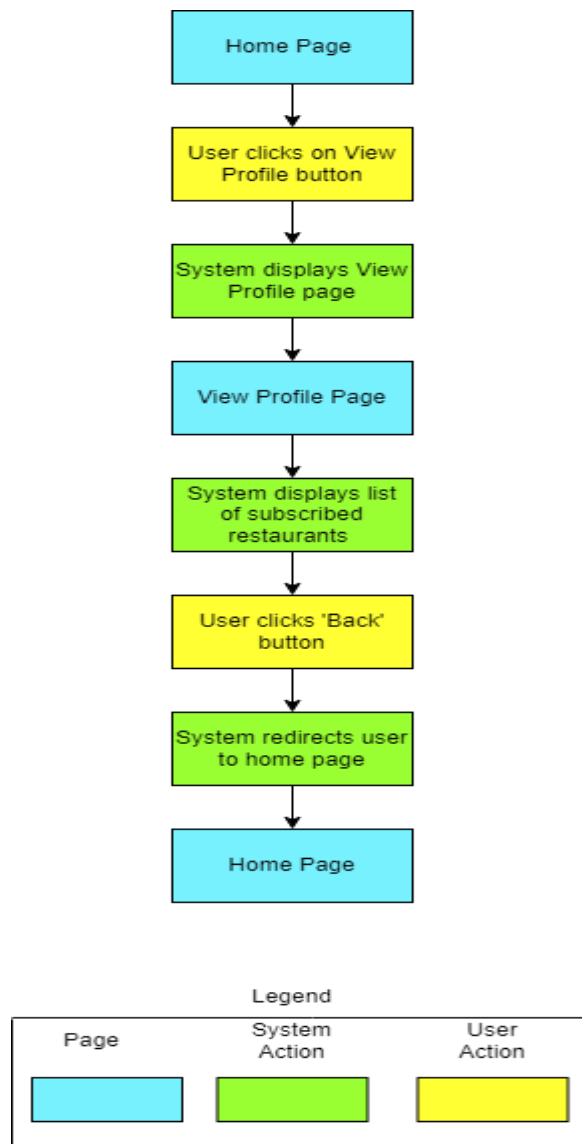 Home Page
User clicks on View
Profile button
System displays View
Profile page
View Profile Page
System displays list
of subscribed
restaurants
User clicks 'Back'
button
System redirects user
to home page
Home Page
Legend
Page
System
Action
User
Action